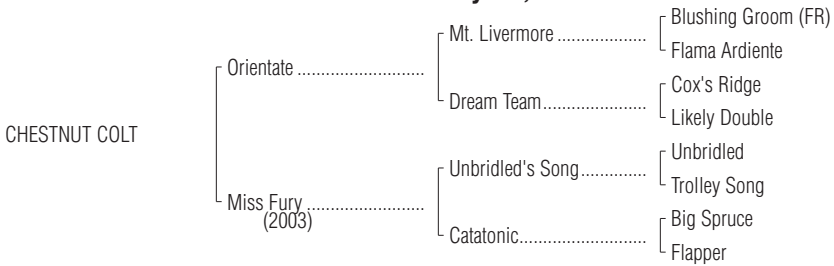 Blushing Groom (FR)
Mt. Livermore ..................
Flama Ardiente
Orientate ..........................
Cox's Ridge
Dream Team.....................
Likely Double
CHESTNUT COLT
Unbridled
Unbridled's Song.............
Trolley Song
Miss Fury ........................
(2003)
Big Spruce
Catatonic..........................
Flapper